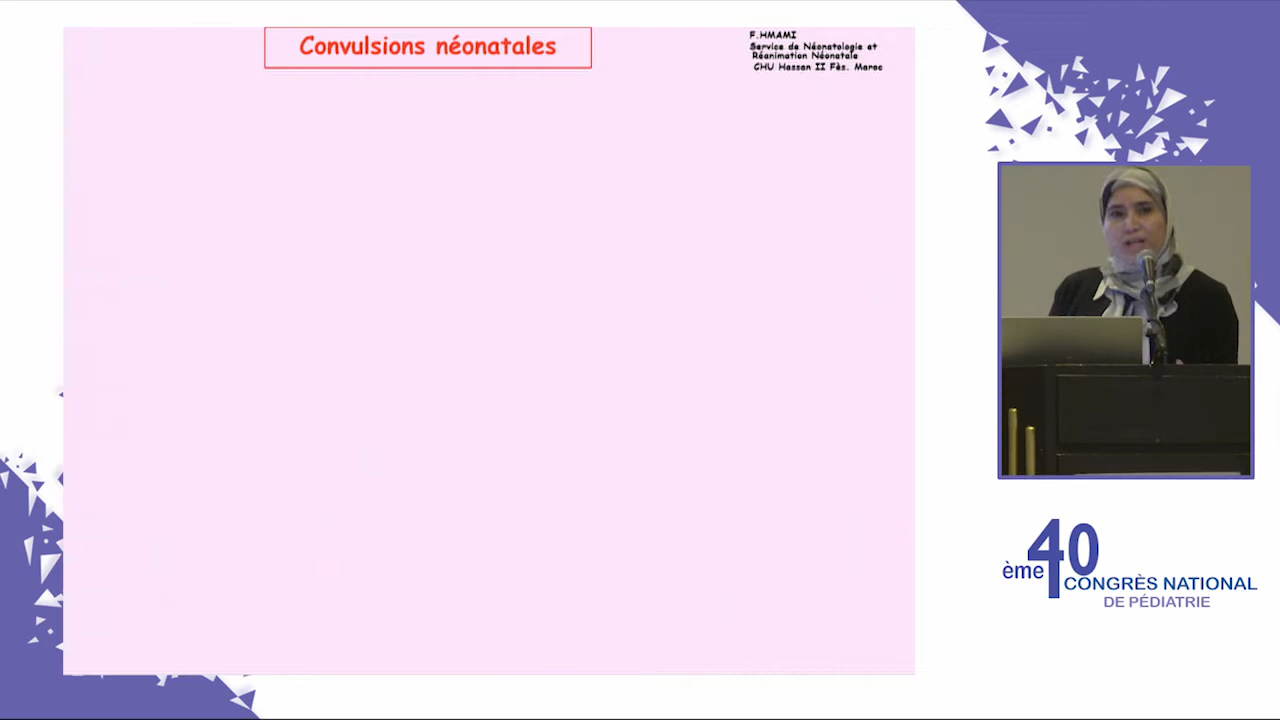 Convulsions néonatales
F.HMAMI
Service de Néonatologie et
Réanimation Néonatale
CHU Hassan II Fès. Maroc
40
ème
CONGRÈS NATIONAL
DE PÉDIATRIE